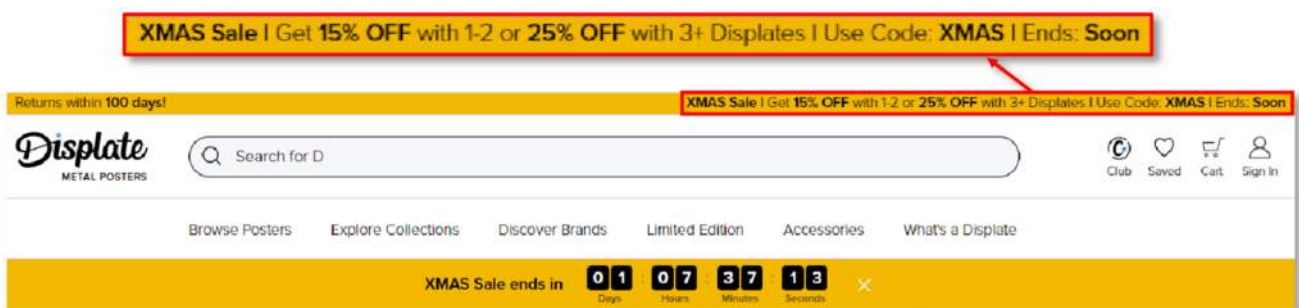 XMAS Sale | Get 15% OFF with 1-2 or 25% OFF with 3+ Displates | Use Code: XMAS | Ends: Soon
Returns within 100 days!
XMAS Sale | Get 15% OFF with 1-2 or 25% OFF with 3+ Displates | Use Code: XMAS | Ends: Soon
Displate
METAL POSTERS
Search for D
Club Saved Cart Sign In
Browse Posters Explore Collections Discover Brands Limited Edition Accessories What's a Displate
XMAS Sale ends in 01 : 07 : 37 : 13
Days Hours Minutes Seconds